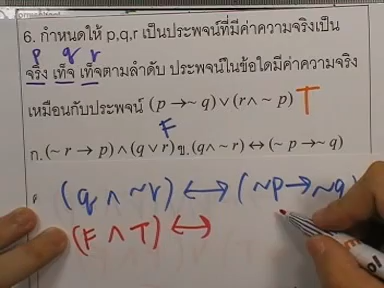 6. กำหนดให้ p,q,r เป็นประพจน์ที่มีค่าความจริงเป็น
p q r
จริง เท็จ เท็จตามลำดับ ประพจน์ในข้อใดมีค่าความจริง
เหมือนกับประพจน์ (p →~ q) ∨ (r∧ ~ p) T
F
ก.(~ r → p) ∧ (q ∨ r) ข.(q∧ ~ r) ↔ (~ p →~ q)
(q ∧ ~r) ↔ (~p → ~q)
(F ∧ T) ↔